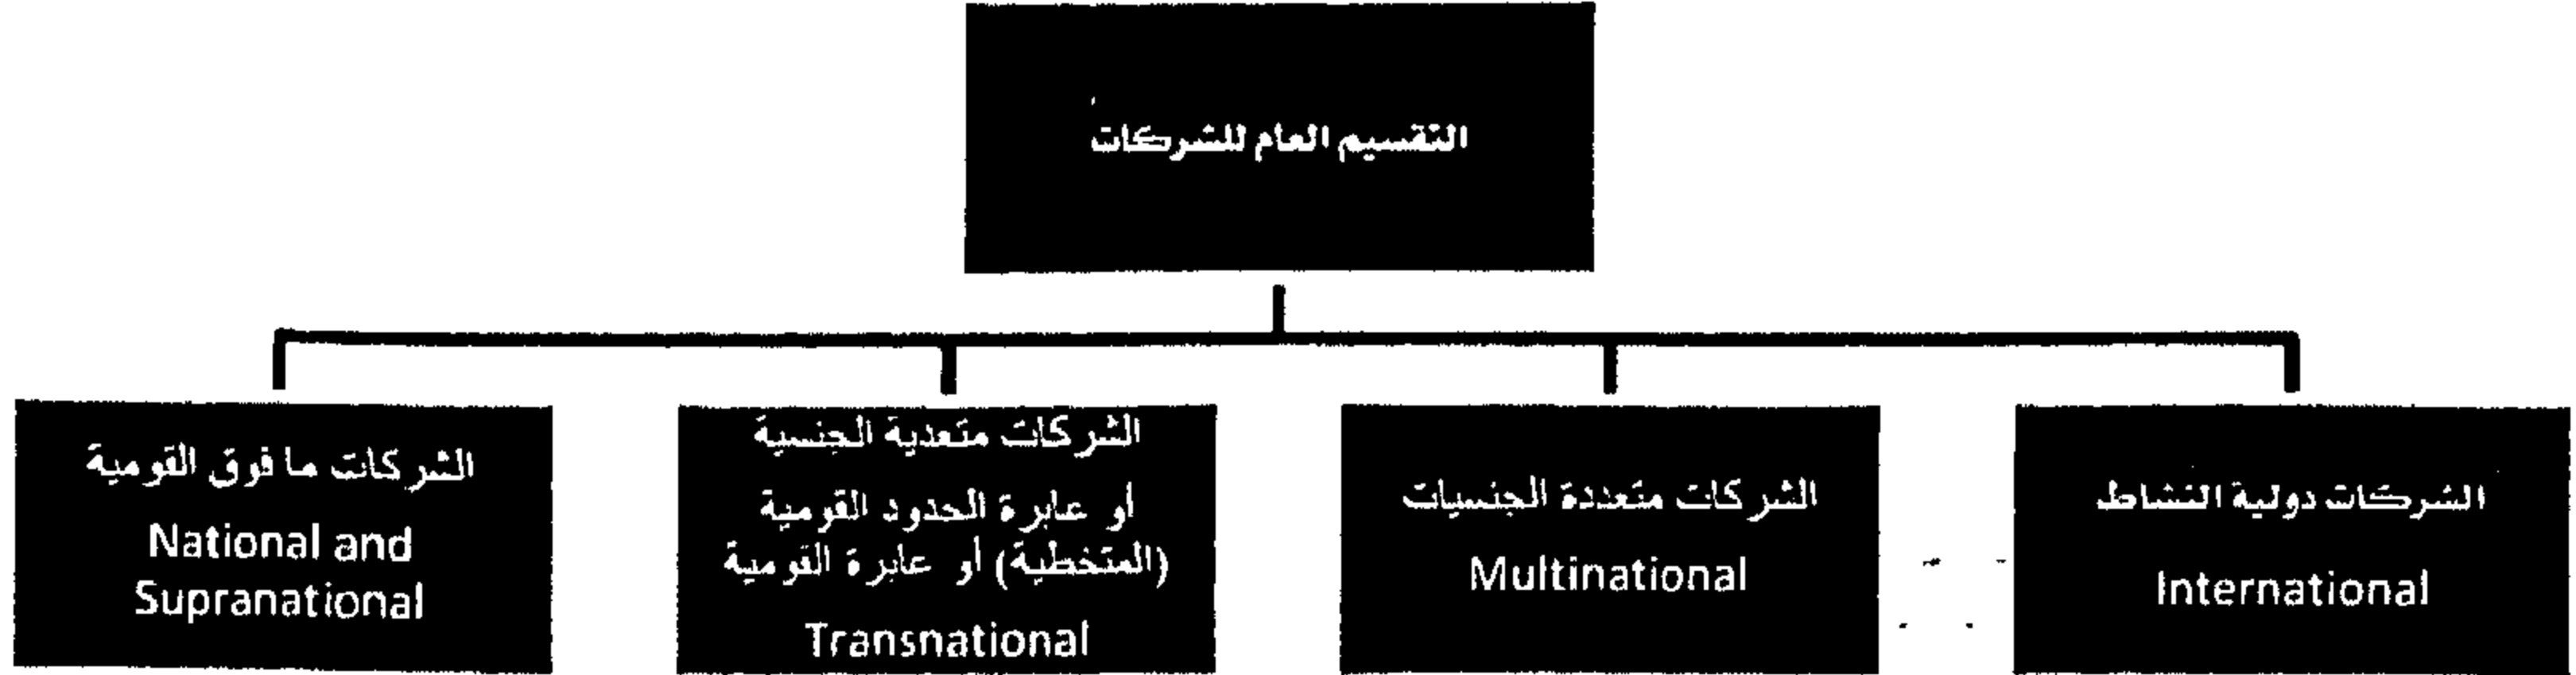 التقسيم العام للشركات
الشركات دولية النشاط
International
الشركات متعددة الجنسيات
Multinational
الشركات متعدية الجنسية
أو عابرة الحدود القومية
(المتخطية) أو عابرة القومية
Transnational
الشركات ما فوق القومية
National and
Supranational